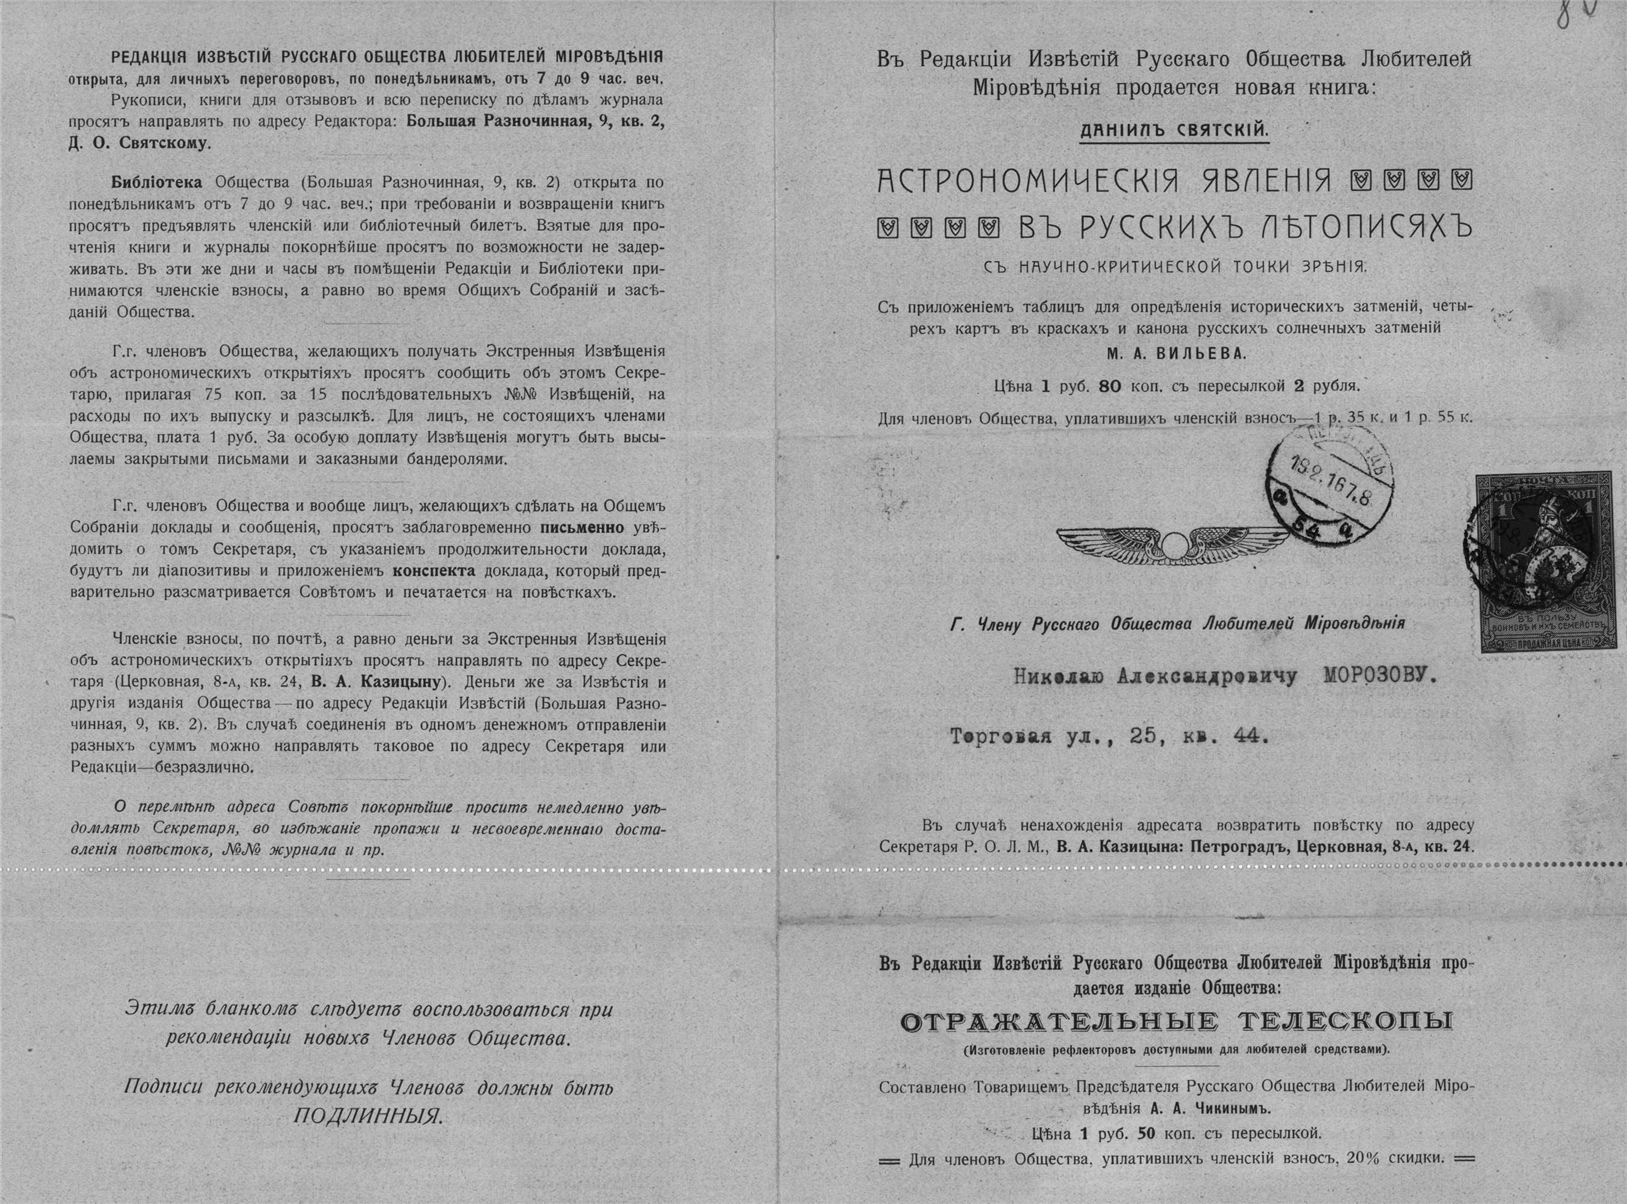 РЕДАКЦІЯ ИЗВѢСТІЙ РУССКАГО ОБЩЕСТВА ЛЮБИТЕЛЕЙ МІРОВѢДѢНІЯ
открыта, для личныхъ переговоровъ, по понедѣльникамъ, отъ 7 до 9 час. веч.
Рукописи, книги для отзывовъ и всю переписку по дѣламъ журнала
просятъ направлять по адресу Редактора: Большая Разночинная, 9, кв. 2,
Д. О. Святскому.
Библіотека Общества (Большая Разночинная, 9, кв. 2) открыта по
понедѣльникамъ отъ 7 до 9 час. веч.; при требованіи и возвращеніи книгъ
просятъ предъявлять членскій или библіотечный билетъ. Взятые для про-
чтенія книги и журналы покорнѣйше просятъ по возможности не задер-
живать. Въ эти же дни и часы въ помѣщеніи Редакціи и Библіотеки при-
нимаются членскіе взносы, а равно во время Общихъ Собраній и засѣ-
даній Общества.
Г.г. членовъ Общества, желающихъ получать Экстренныя Извѣщенія
объ астрономическихъ открытіяхъ просятъ сообщить объ этомъ Секре-
тарю, прилагая 75 коп. за 15 послѣдовательныхъ №№ Извѣщеній, на
расходы по ихъ выпуску и разсылкѣ. Для лицъ, не состоящихъ членами
Общества, плата 1 руб. За особую доплату Извѣщенія могутъ быть высы-
лаемы закрытыми письмами и заказными бандеролями.
Г.г. членовъ Общества и вообще лицъ, желающихъ сдѣлать на Общемъ
Собраніи доклады и сообщенія, просятъ заблаговременно письменно увѣ-
домить о томъ Секретаря, съ указаніемъ продолжительности доклада,
будутъ ли діапозитивы и приложеніемъ конспекта доклада, который пред-
варительно разсматривается Совѣтомъ и печатается на повѣсткахъ.
Членскіе взносы, по почтѣ, а равно деньги за Экстренныя Извѣщенія
объ астрономическихъ открытіяхъ просятъ направлять по адресу Секре-
таря (Церковная, 8-А, кв. 24, В. А. Казицыну). Деньги же за Извѣстія и
другія изданія Общества—по адресу Редакціи Извѣстій (Большая Разно-
чинная, 9, кв. 2). Въ случаѣ соединенія въ одномъ денежномъ отправленіи
разныхъ суммъ можно направлять таковое по адресу Секретаря или
Редакціи—безразлично.
О перемѣнѣ адреса Совѣтъ покорнѣйше проситъ немедленно увѣ-
домлять Секретаря, во избѣжаніе пропажи и несвоевременнаго доста-
вленія повѣстокъ, №№ журнала и пр.
Этимъ бланкомъ слѣдуетъ воспользоваться при
рекомендаціи новыхъ Членовъ Общества.
Подписи рекомендующихъ Членовъ должны быть
ПОДЛИННЫЯ.
Въ Редакціи Извѣстій Русскаго Общества Любителей
Міровѣдѣнія продается новая книга:
ДАНІИЛЪ СВЯТСКІЙ.
АСТРОНОМИЧЕСКІЯ ЯВЛЕНІЯ
ВЪ РУССКИХЪ ЛѢТОПИСЯХЪ
СЪ НАУЧНО-КРИТИЧЕСКОЙ ТОЧКИ ЗРѢНІЯ.
Съ приложеніемъ таблицъ для опредѣленія историческихъ затменій, четы-
рехъ картъ въ краскахъ и канона русскихъ солнечныхъ затменій
М. А. ВИЛЬЕВА.
Цѣна 1 руб. 80 коп. съ пересылкой 2 рубля.
Для членовъ Общества, уплатившихъ членскій взносъ—1 р. 35 к. и 1 р. 55 к.
19.2.16 7.8
а 54 а
ПОЧТА
КОП КОП
1 1
ВЪ ПОЛЬЗУ
ВОИНОВЪ И ИХЪ СЕМЕЙСТВЪ
ПРОДАЖНАЯ ЦѢНА
Г. Члену Русскаго Общества Любителей Міровѣдѣнія
Николаю Александровичу МОРОЗОВУ.
Торговая ул., 25, кв. 44.
Въ случаѣ ненахожденія адресата возвратить повѣстку по адресу
Секретаря Р. О. Л. М., В. А. Казицына: Петроградъ, Церковная, 8-А, кв. 24.
Въ Редакціи Извѣстій Русскаго Общества Любителей Міровѣдѣнія про-
дается изданіе Общества:
ОТРАЖАТЕЛЬНЫЕ ТЕЛЕСКОПЫ
(Изготовленіе рефлекторовъ доступными для любителей средствами).
Составлено Товарищемъ Предсѣдателя Русскаго Общества Любителей Міро-
вѣдѣнія А. А. Чикинымъ.
Цѣна 1 руб. 50 коп. съ пересылкой.
Для членовъ Общества, уплатившихъ членскій взносъ, 20% скидки.